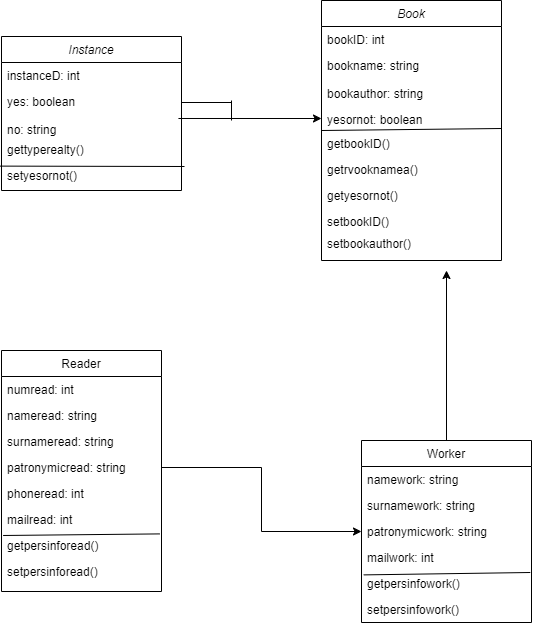 Instance
instanceD: int
yes: boolean
no: string
gettyperealty()
setyesornot()
Book
bookID: int
bookname: string
bookauthor: string
yesornot: boolean
getbookID()
getrvooknamea()
getyesornot()
setbookID()
setbookauthor()
Reader
numread: int
nameread: string
surnameread: string
patronymicread: string
phoneread: int
mailread: int
getpersinforead()
setpersinforead()
Worker
namework: string
surnamework: string
patronymicwork: string
mailwork: int
getpersinfowork()
setpersinfowork()